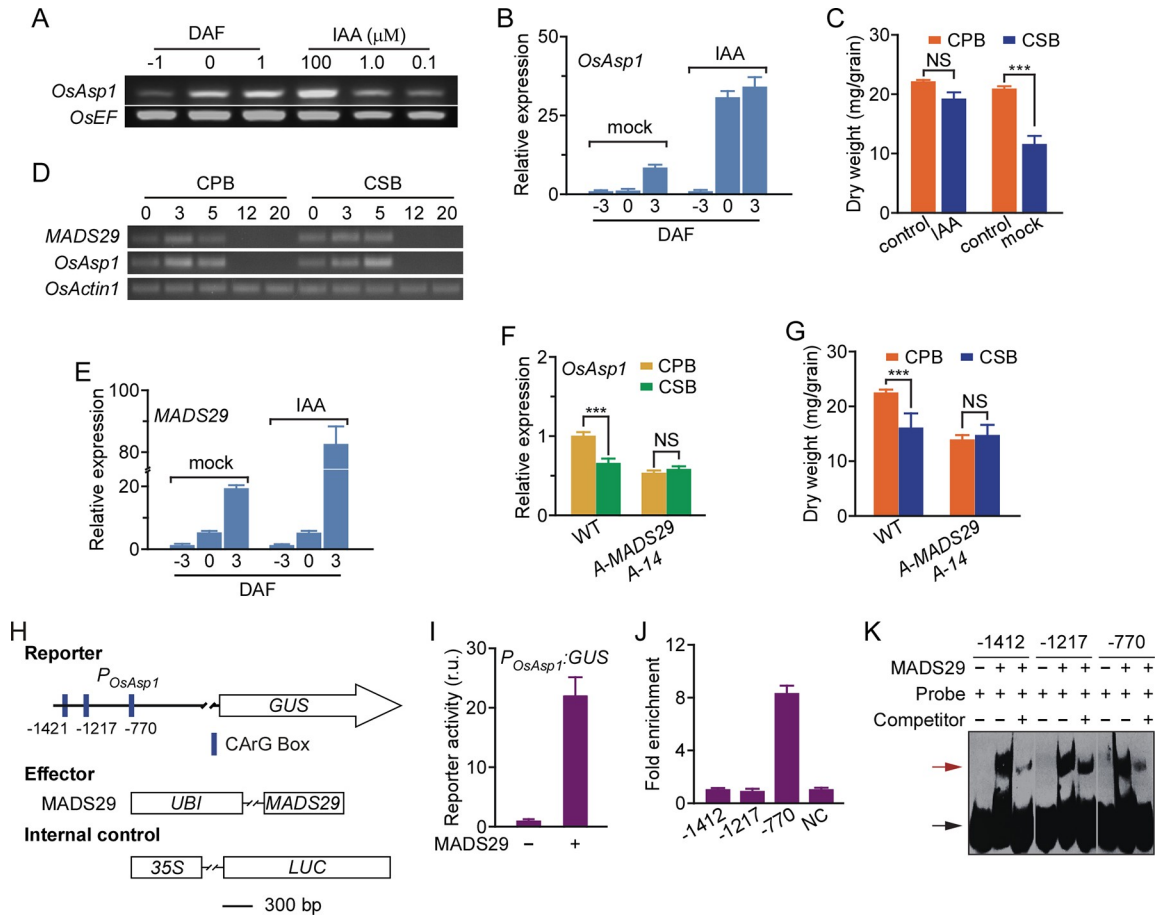 A
DAF IAA (μM)
-1 0 1 100 1.0 0.1
OsAsp1
OsEF
B
50
25
0
Relative expression
OsAsp1
IAA
mock
-3 0 3 -3 0 3
DAF
C
30
20
10
0
Dry weight (mg/grain)
CPB CSB
NS ***
control IAA control mock
D
CPB CSB
0 3 5 12 20 0 3 5 12 20
MADS29
OsAsp1
OsActin1
E
100
80
20
0
Relative expression
MADS29
IAA
mock
-3 0 3 -3 0 3
DAF
F
2
1
0
Relative expression
OsAsp1
CPB
CSB
*** NS
WT A-MADS29
A-14
G
30
20
10
0
Dry weight (mg/grain)
CPB CSB
*** NS
WT A-MADS29
A-14
H
Reporter
POsAsp1
GUS
-1421 -1217 -770
CArG Box
Effector
MADS29 UBI MADS29
Internal control
35S LUC
300 bp
I
30
20
10
0
Reporter activity (r.u.)
POsAsp1:GUS
MADS29 − +
J
12
8
4
0
Fold enrichment
-1412 -1217 -770 NC
K
-1412 -1217 -770
MADS29 − + + − + + − + +
Probe + + + + + + + + +
Competitor − − + − − + − − +